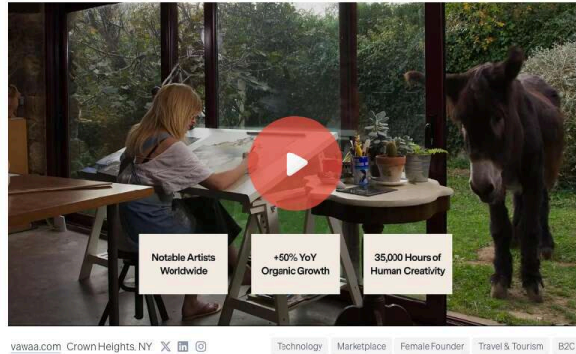 Notable Artists
Worldwide
+50% YoY
Organic Growth
35,000 Hours of
Human Creativity
vawaa.com Crown Heights, NY
Technology Marketplace Female Founder Travel & Tourism B2C